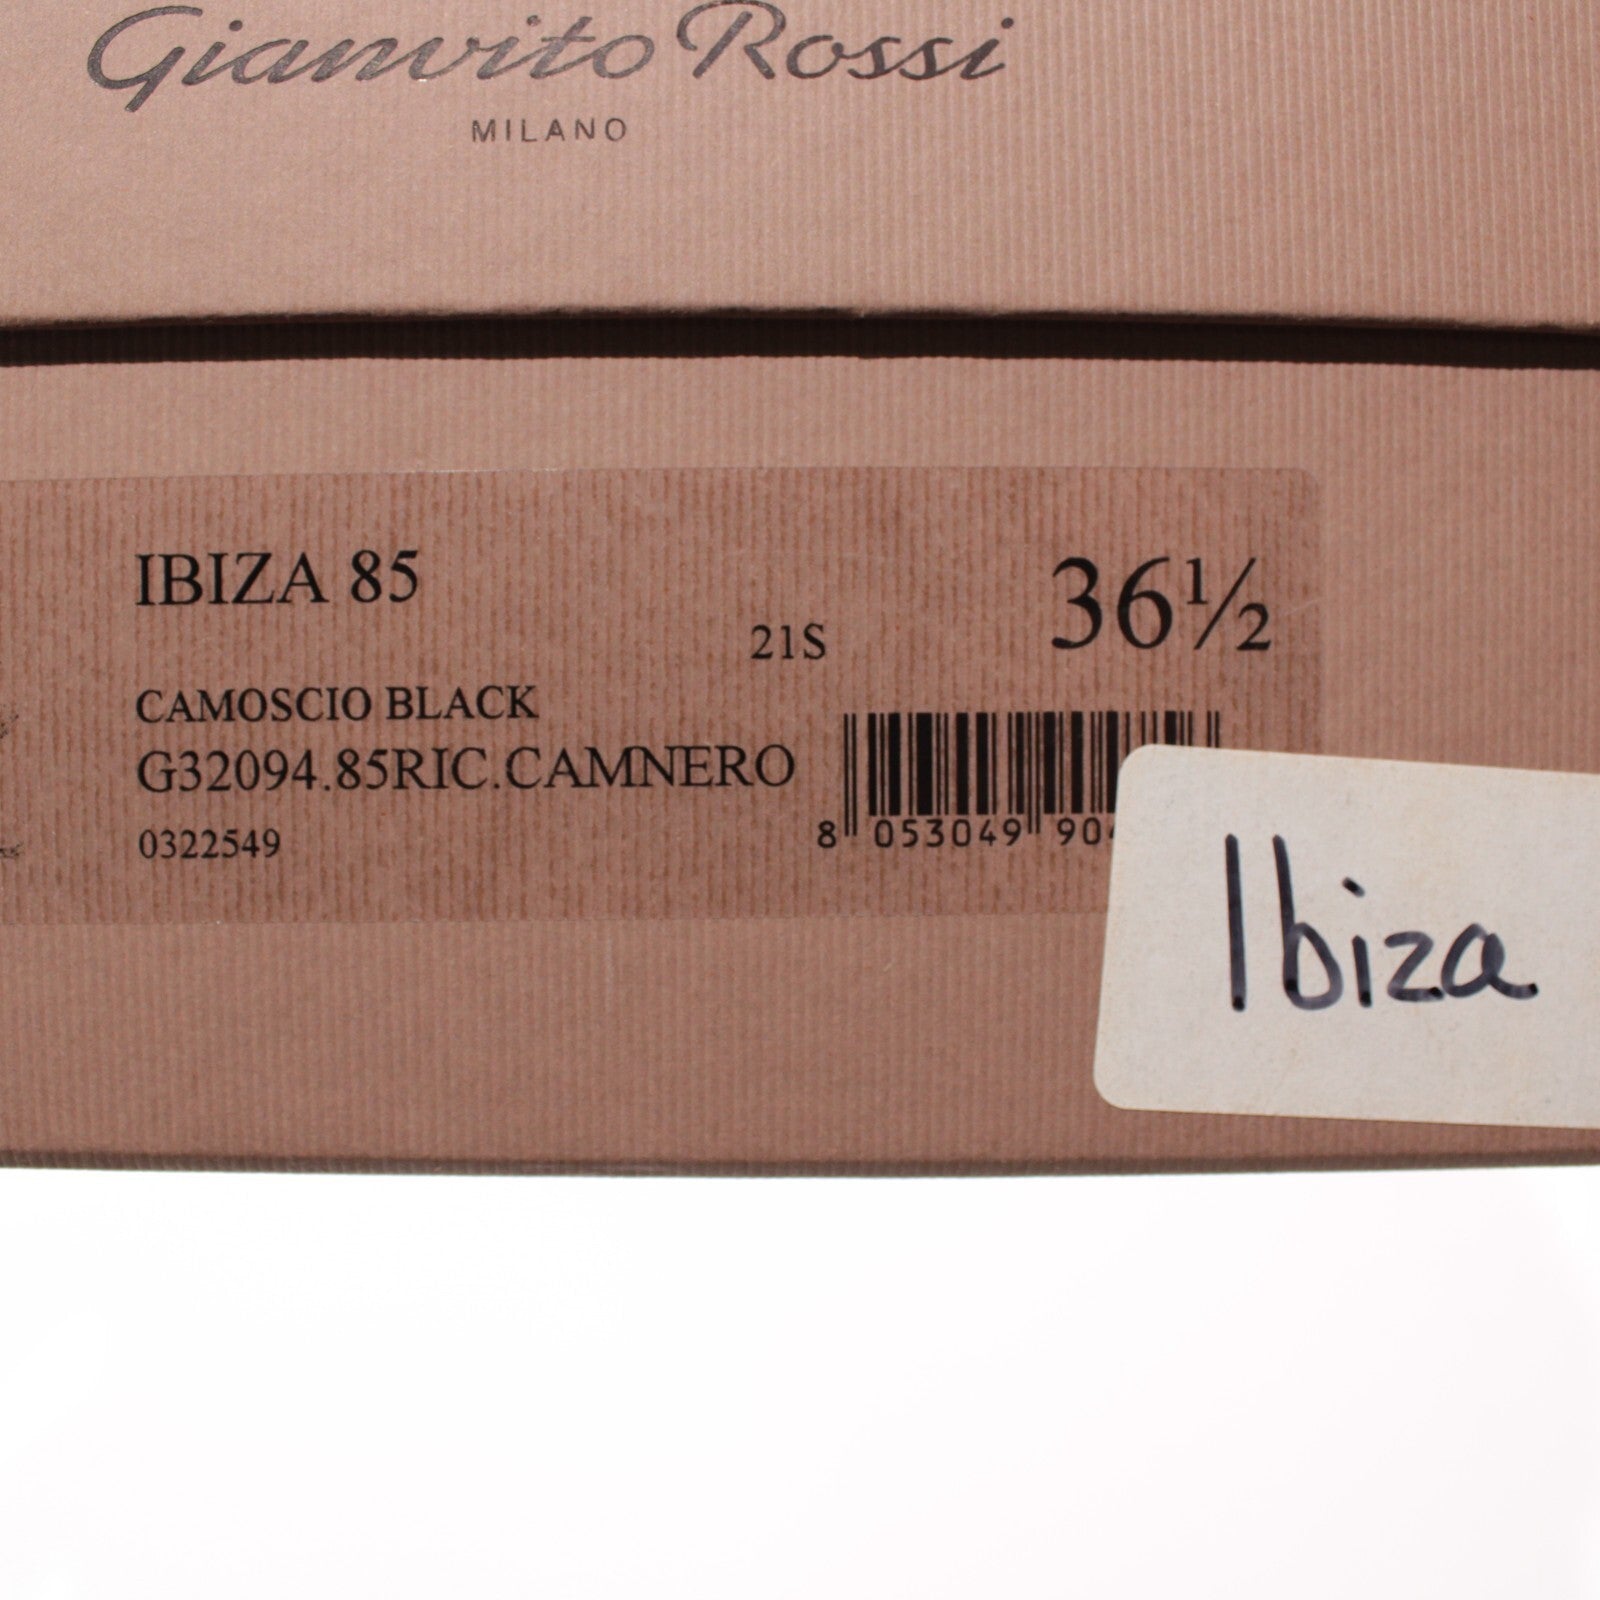 Gianvito Rossi
MILANO
IBIZA 85
21S
36½
CAMOSCIO BLACK
G32094.85RIC.CAMNERO
0322549
8 053049 90
Ibiza